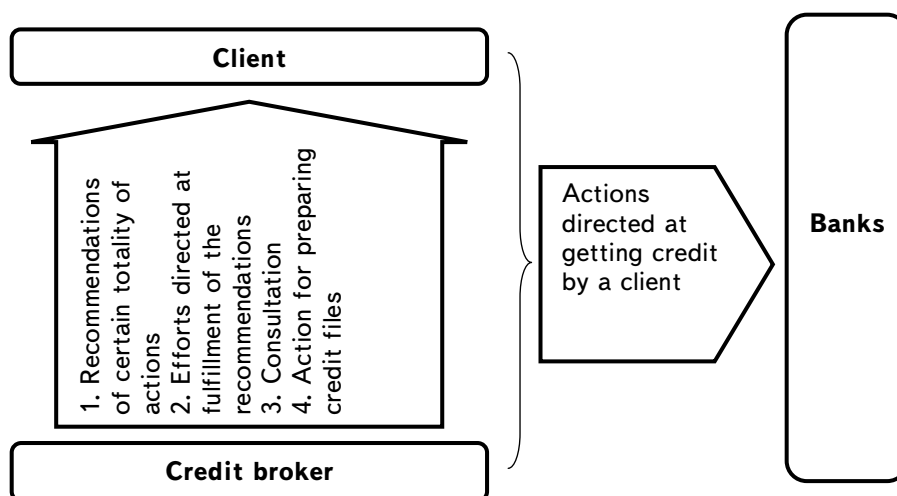 Client
1. Recommendations
of certain totality of
actions
2. Efforts directed at
fulfillment of the
recommendations
3. Consultation
4. Action for preparing
credit files
Credit broker
Actions
directed at
getting credit
by a client
Banks